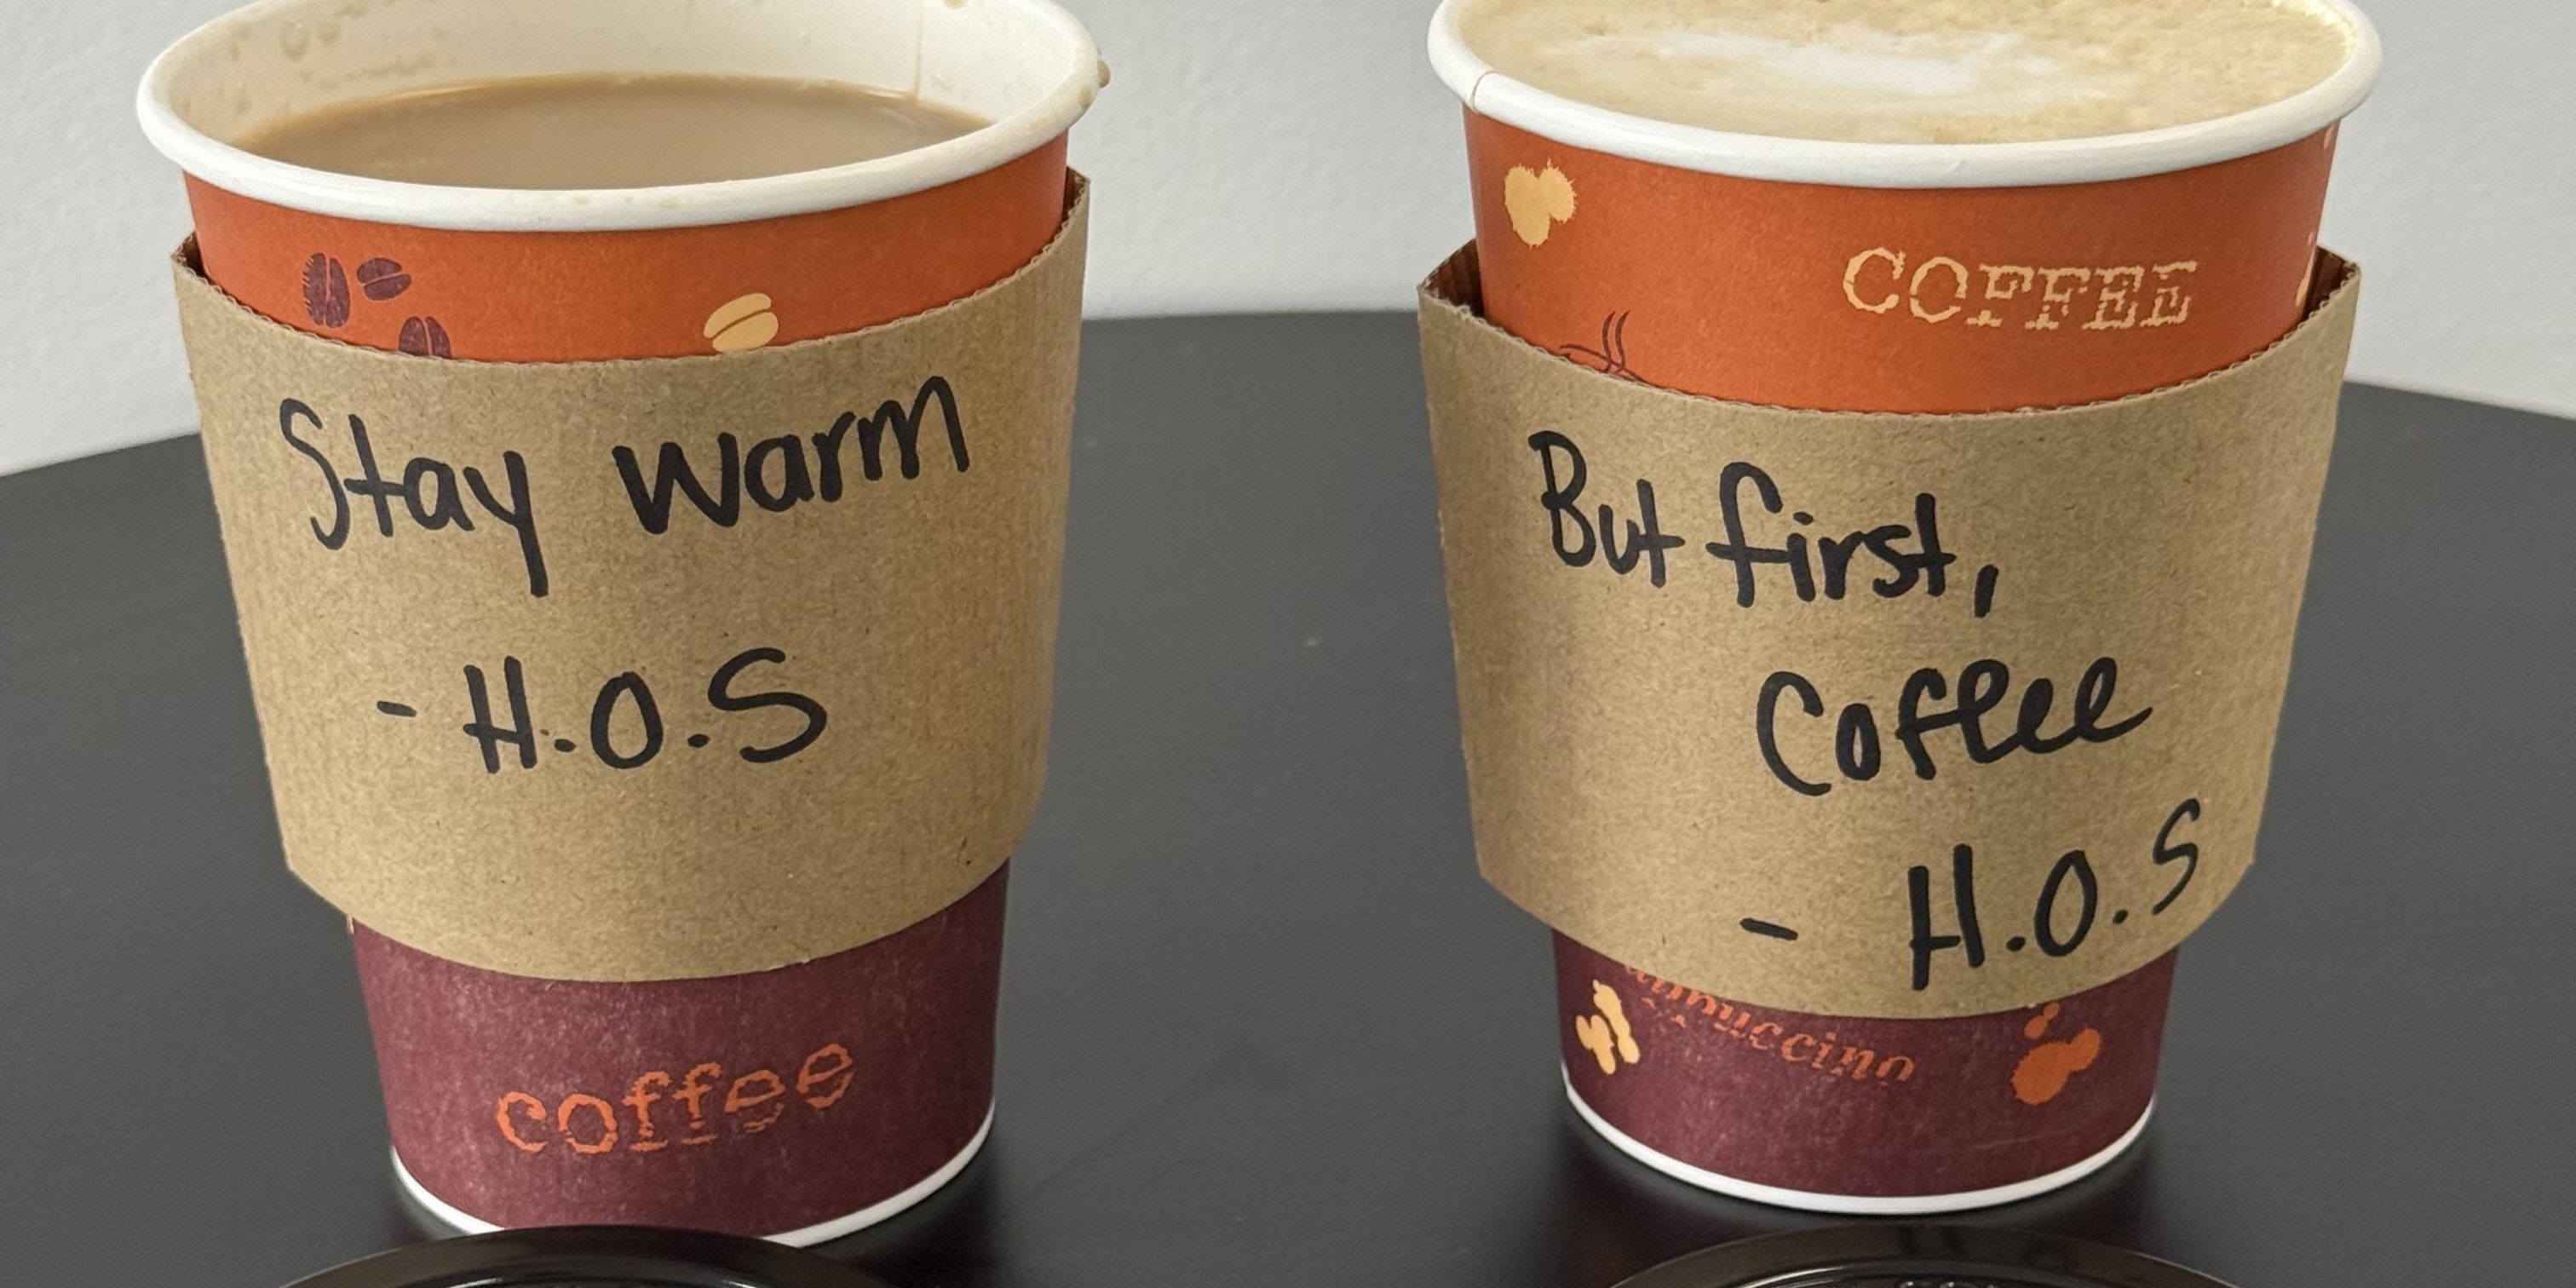 Stay warm
- H.O.S
coffee
COFFEE
But first,
Coffee
- H.O.S